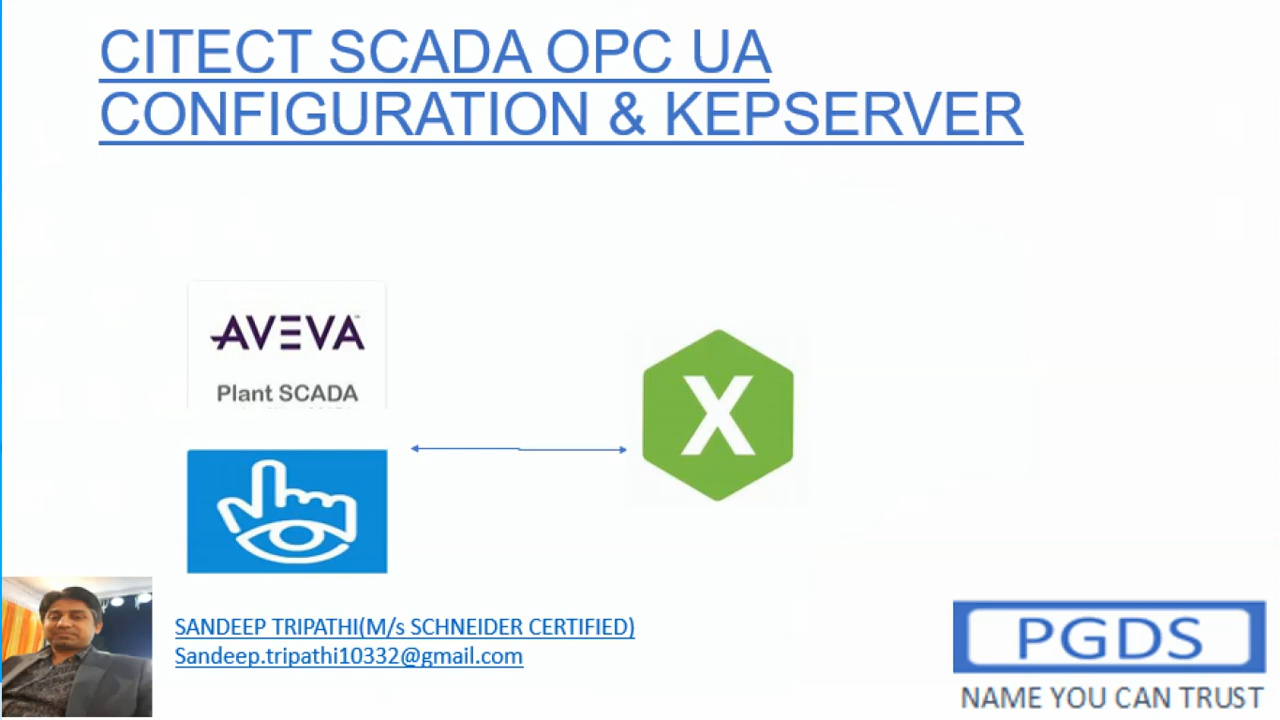 CITECT SCADA OPC UA
CONFIGURATION & KEPSERVER
AVEVA™
Plant SCADA
X
SANDEEP TRIPATHI(M/s SCHNEIDER CERTIFIED)
Sandeep.tripathi10332@gmail.com
PGDS
NAME YOU CAN TRUST